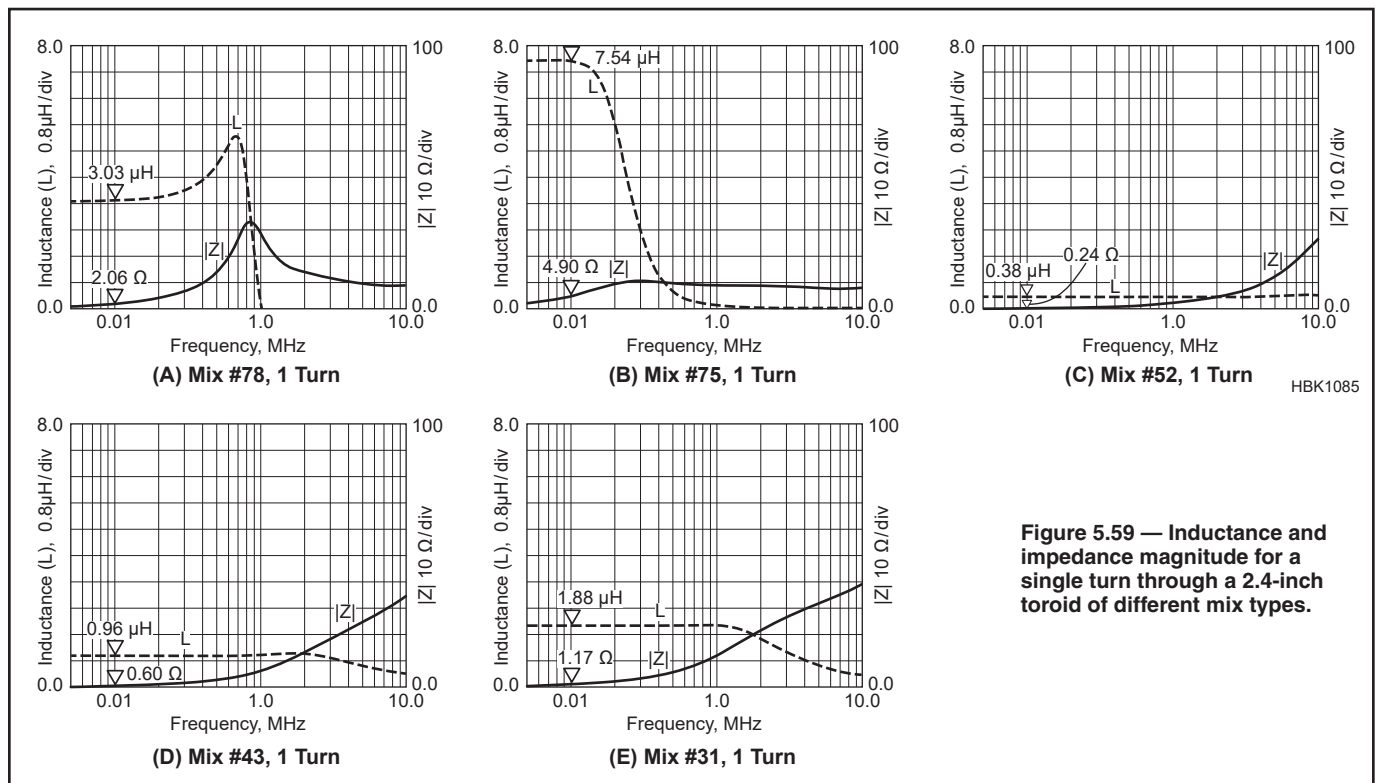 8.0
100
Inductance (L), 0.8µH/div
3.03 µH
L
|Z|
2.06 Ω
|Z| 10 Ω/div
0.0
0.0
0.01
1.0
10.0
Frequency, MHz
(A) Mix #78, 1 Turn
8.0
100
Inductance (L), 0.8µH/div
7.54 µH
L
4.90 Ω
|Z|
|Z| 10 Ω/div
0.0
0.0
0.01
1.0
10.0
Frequency, MHz
(B) Mix #75, 1 Turn
8.0
100
Inductance (L), 0.8µH/div
0.24 Ω
0.38 µH
L
|Z|
|Z| 10 Ω/div
0.0
0.0
0.01
1.0
10.0
Frequency, MHz
(C) Mix #52, 1 Turn
HBK1085
8.0
100
Inductance (L), 0.8µH/div
0.96 µH
L
|Z|
0.60 Ω
|Z| 10 Ω/div
0.0
0.0
0.01
1.0
10.0
Frequency, MHz
(D) Mix #43, 1 Turn
8.0
100
Inductance (L), 0.8µH/div
1.88 µH
L
1.17 Ω
|Z|
|Z| 10 Ω/div
0.0
0.0
0.01
1.0
10.0
Frequency, MHz
(E) Mix #31, 1 Turn
Figure 5.59 — Inductance and
impedance magnitude for a
single turn through a 2.4-inch
toroid of different mix types.